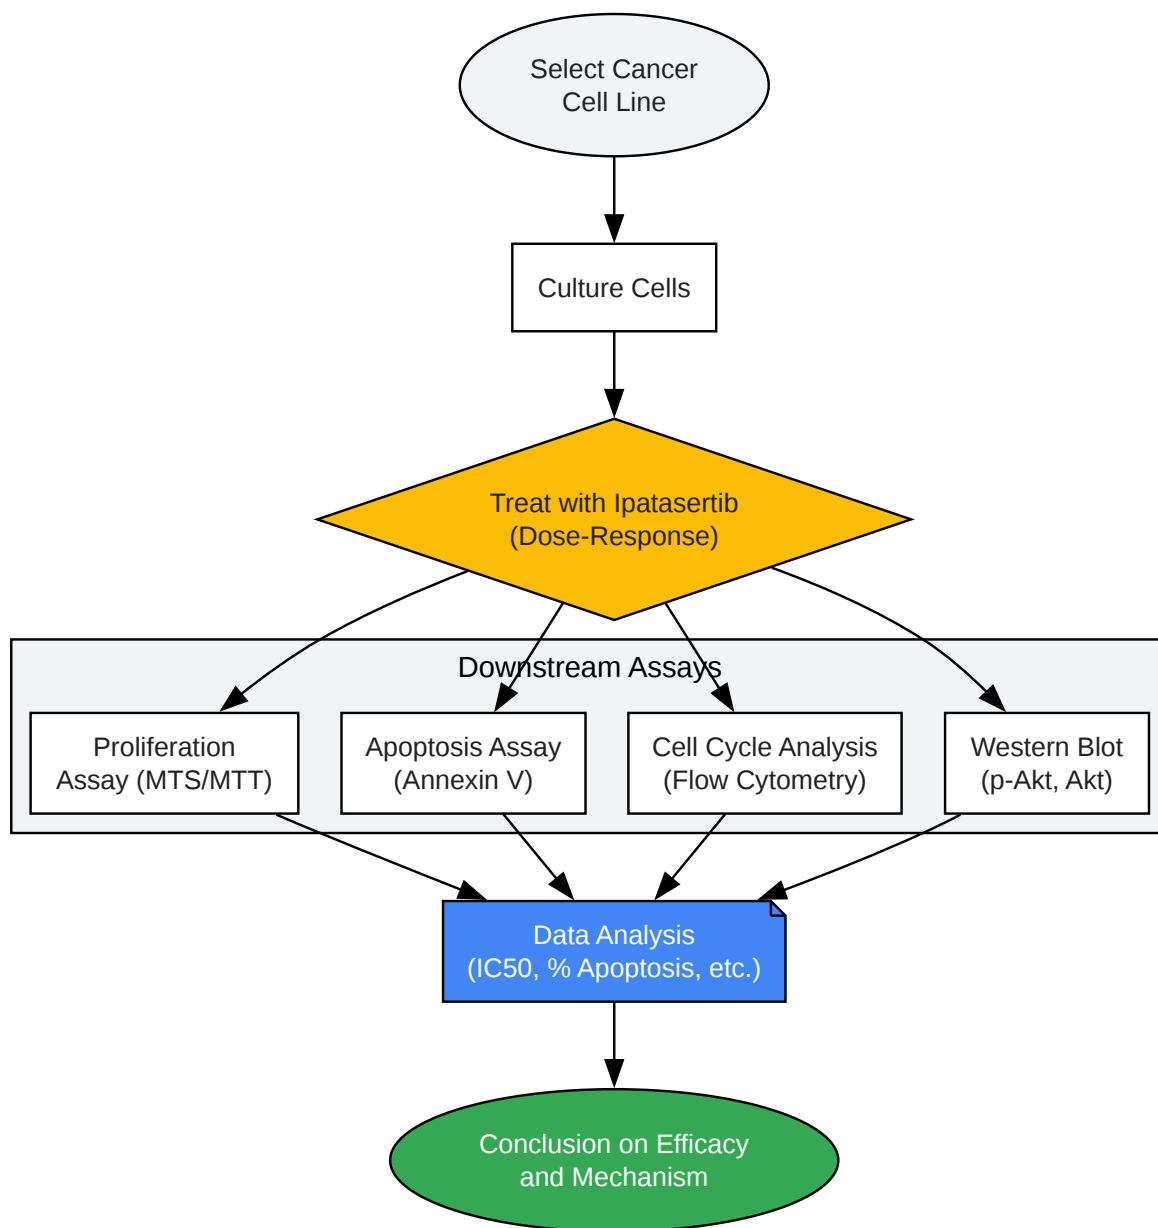 Select Cancer
Cell Line
Culture Cells
Treat with Ipatasertib
(Dose-Response)
Downstream Assays
Proliferation
Assay (MTS/MTT)
Apoptosis Assay
(Annexin V)
Cell Cycle Analysis
(Flow Cytometry)
Western Blot
(p-Akt, Akt)
Data Analysis
(IC50, % Apoptosis, etc.)
Conclusion on Efficacy
and Mechanism